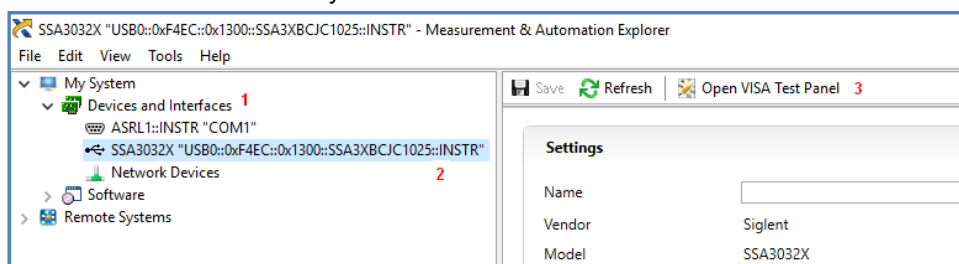 SSA3032X "USB0::0xF4EC::0x1300::SSA3XBCJC1025::INSTR" - Measurement & Automation Explorer
File Edit View Tools Help
My System
Devices and Interfaces 1
ASRL1::INSTR "COM1"
SSA3032X "USB0::0xF4EC::0x1300::SSA3XBCJC1025::INSTR"
Network Devices 2
Software
Remote Systems
Save Refresh Open VISA Test Panel 3
Settings
Name
Vendor Siglent
Model SSA3032X